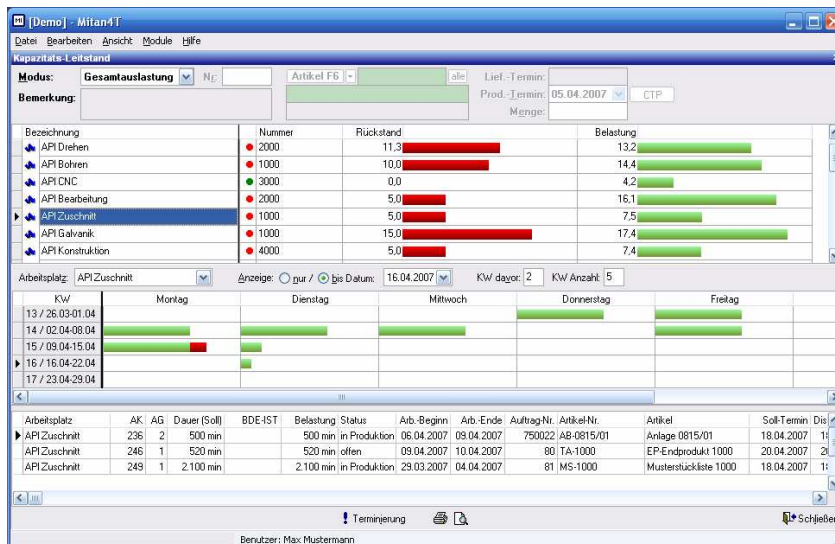 [Demo] - Mitan4T
Datei Bearbeiten Ansicht Module Hilfe
Kapazitäts-Leitstand
Modus: Gesamtauslastung Nr: Artikel F6 alle Lief.-Termin:
Bemerkung: Prod.-Termin: 05.04.2007 CTP
Menge:
Bezeichnung Nummer Rückstand Belastung
API Drehen 2000 11,3 13,2
API Bohren 1000 10,0 14,4
API CNC 3000 0,0 4,2
API Bearbeitung 2000 5,0 16,1
API Zuschnitt 1000 5,0 7,5
API Galvanik 1000 15,0 17,4
API Konstruktion 4000 5,0 7,4
Arbeitsplatz: API Zuschnitt Anzeige: nur / bis Datum: 16.04.2007 KW davor: 2 KW Anzahl: 5
KW Montag Dienstag Mittwoch Donnerstag Freitag
13 / 26.03-01.04
14 / 02.04-08.04
15 / 09.04-15.04
16 / 16.04-22.04
17 / 23.04-29.04
Arbeitsplatz AK AG Dauer (Soll) BDE-IST Belastung Status Arb.-Beginn Arb.-Ende Auftrag-Nr. Artikel-Nr. Artikel Soll-Termin Dis
API Zuschnitt 236 2 500 min 500 min in Produktion 06.04.2007 09.04.2007 750022 AB-0815/01 Anlage 0815/01 18.04.2007
API Zuschnitt 246 1 520 min 520 min offen 09.04.2007 10.04.2007 80 TA-1000 EP-Endprodukt 1000 20.04.2007
API Zuschnitt 249 1 2.100 min 2.100 min in Produktion 29.03.2007 04.04.2007 81 MS-1000 Musterstückliste 1000 18.04.2007
Terminierung Schließen
Benutzer: Max Mustermann